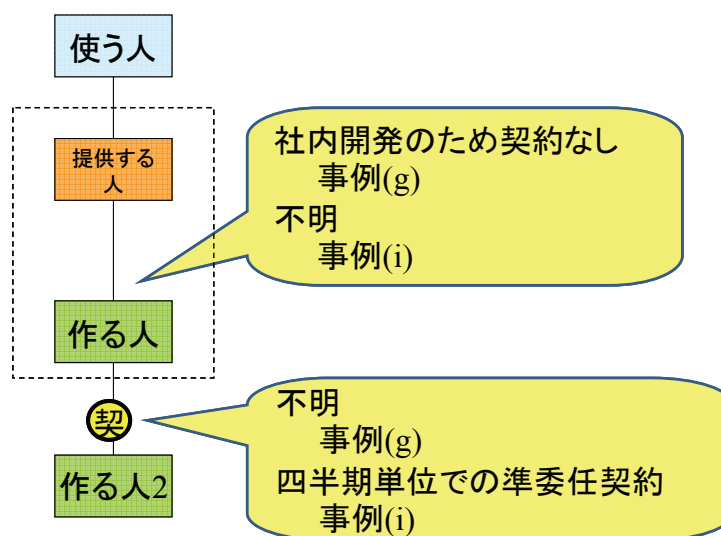 使う人
提供する
人
社内開発のため契約なし
事例(g)
不明
事例(i)
作る人
契
不明
事例(g)
四半期単位での準委任契約
事例(i)
作る人2